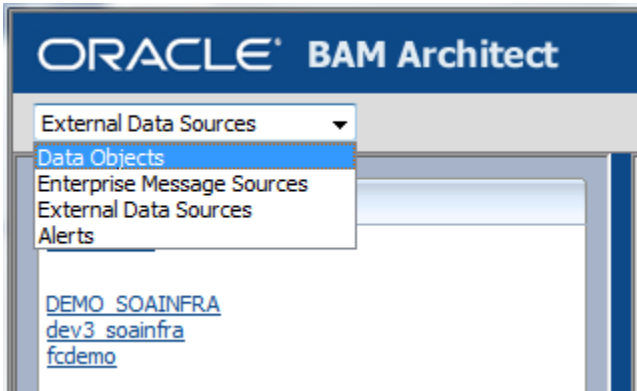 ORACLE BAM Architect
External Data Sources
Data Objects
Enterprise Message Sources
External Data Sources
Alerts
DEMO_SOAINFRA
dev3_soainfra
fcdemo